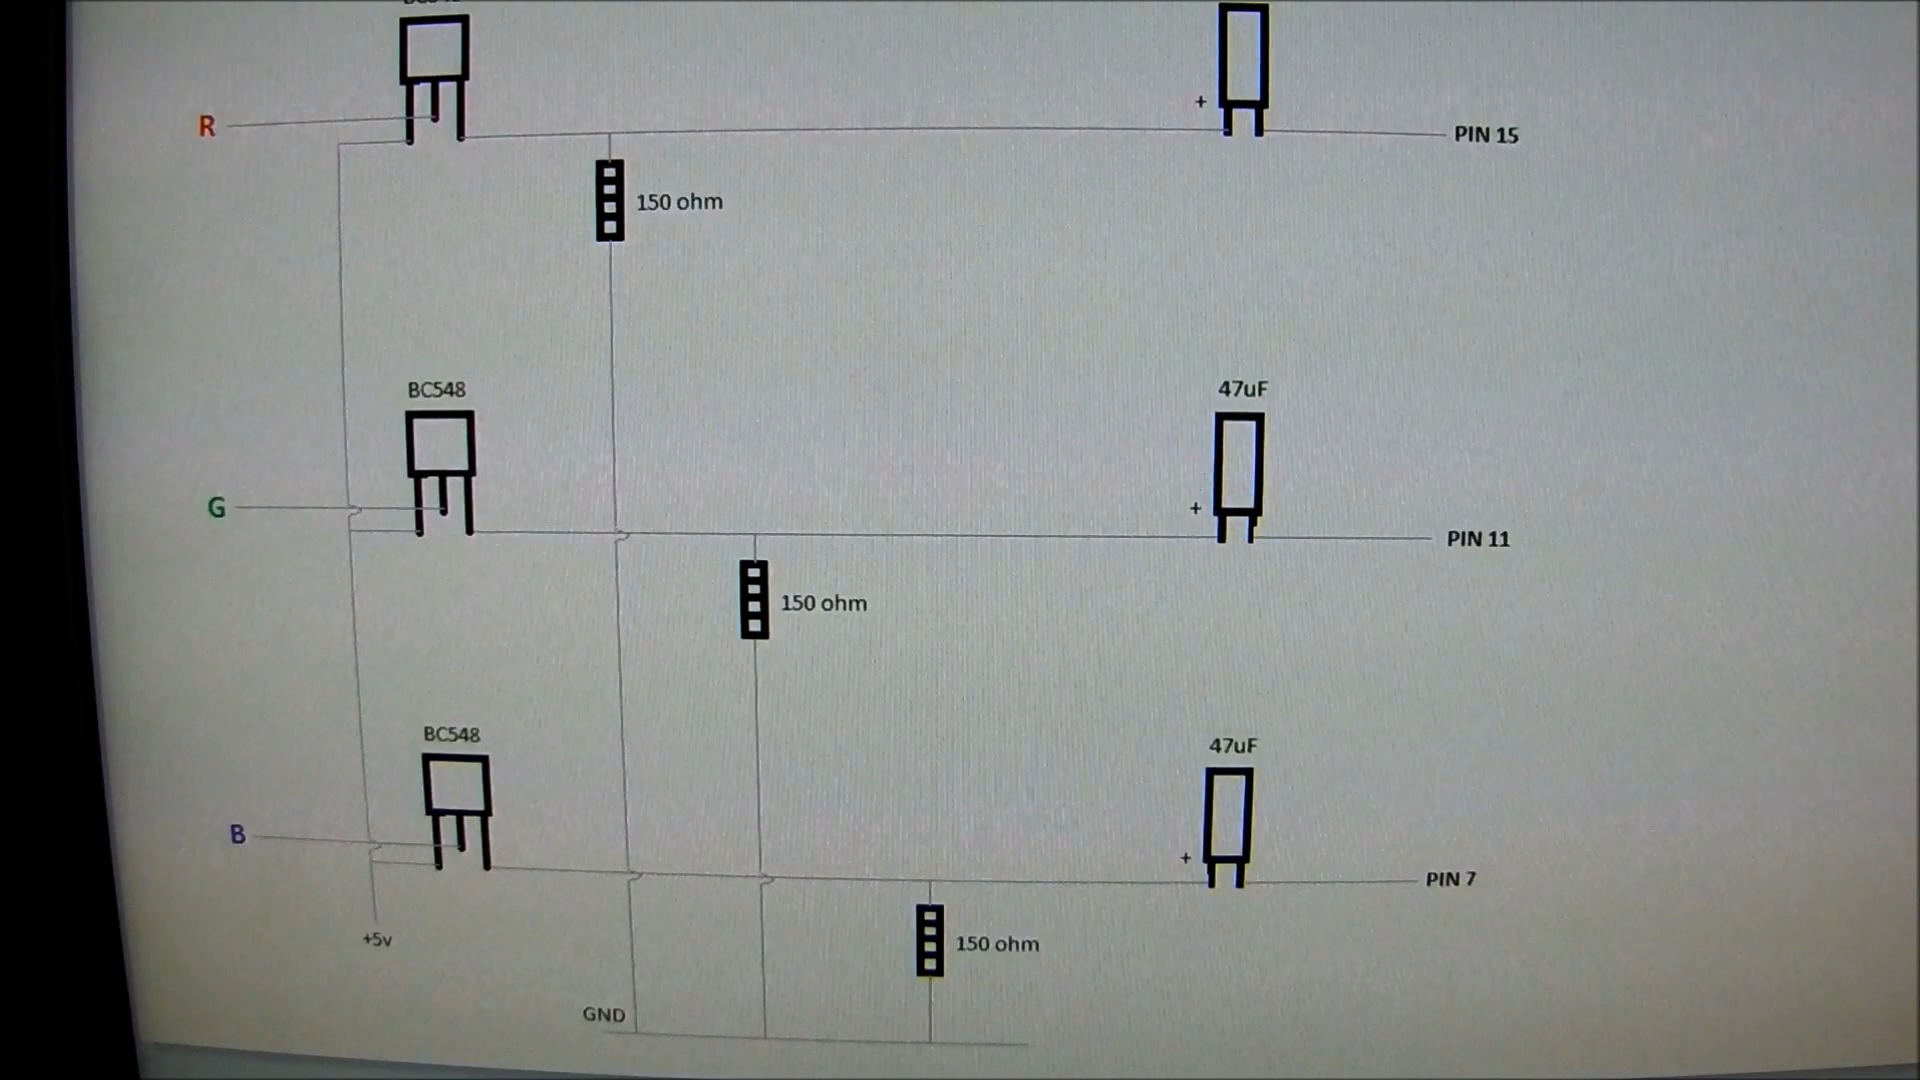 R
+
PIN 15
150 ohm
BC548
47uF
G
+
PIN 11
150 ohm
BC548
47uF
B
+
PIN 7
+5v
150 ohm
GND